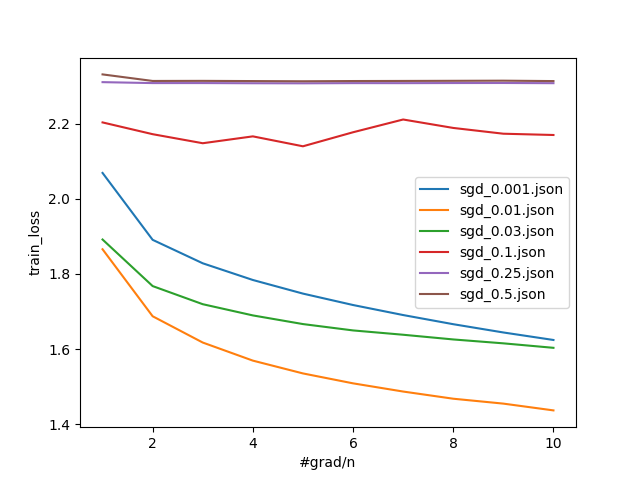 2.2
2.0
1.8
1.6
1.4
train_loss
sgd_0.001.json
sgd_0.01.json
sgd_0.03.json
sgd_0.1.json
sgd_0.25.json
sgd_0.5.json
2 4 6 8 10
#grad/n